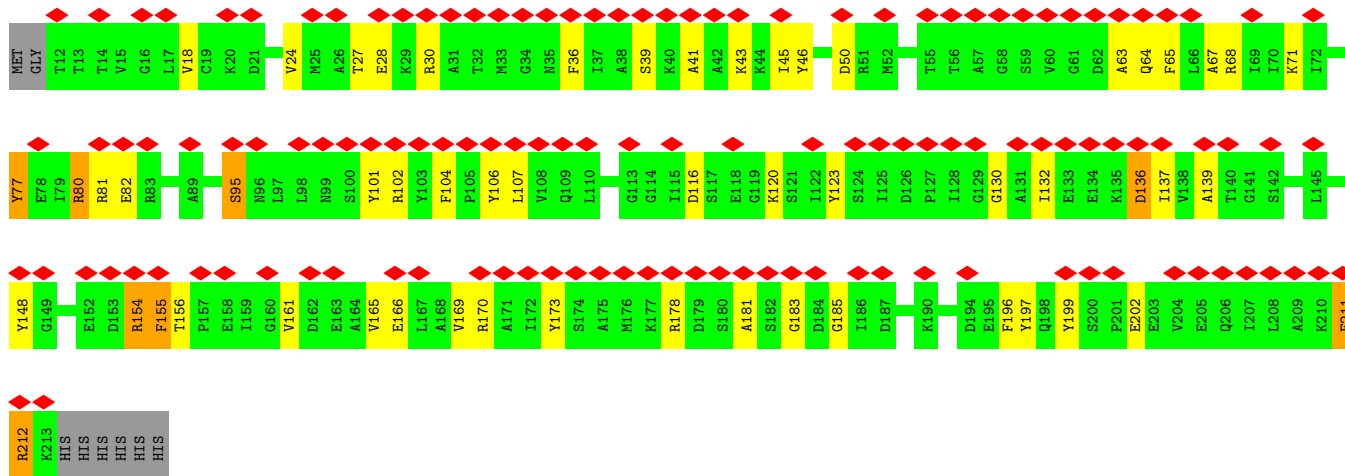 MET GLY T12 T13 T14 V15 G16 L17 V18 C19 K20 D21 V24 M25 A26 T27 E28 K29 R30 A31 T32 M33 G34 N35 F36 I37 A38 S39 K40 A41 A42 K43 K44 I45 Y46 D50 R51 M52 T55 T56 A57 G58 S59 V60 G61 D62 A63 Q64 F65 L66 A67 R68 I69 I70 K71 I72
Y77 E78 I79 R80 R81 E82 R83 A89 S95 N96 L97 L98 N99 S100 Y101 R102 Y103 F104 P105 Y106 L107 V108 Q109 L110 G113 G114 I115 D116 S117 E118 G119 K120 S121 I122 Y123 S124 I125 D126 P127 I128 G129 G130 A131 I132 E133 E134 K135 D136 I137 V138 A139 T140 G141 S142 L145
Y148 G149 E152 D153 R154 F155 T156 P157 E158 I159 G160 V161 D162 E163 A164 V165 E166 L167 A168 V169 R170 A171 I172 Y173 S174 A175 M176 K177 R178 D179 S180 A181 S182 G183 D184 G185 I186 D187 K190 D194 E195 F196 Y197 Q198 Y199 S200 P201 E202 E203 V204 E205 Q206 I207 L208 A209 K210
R212 K213 HIS HIS HIS HIS HIS HIS